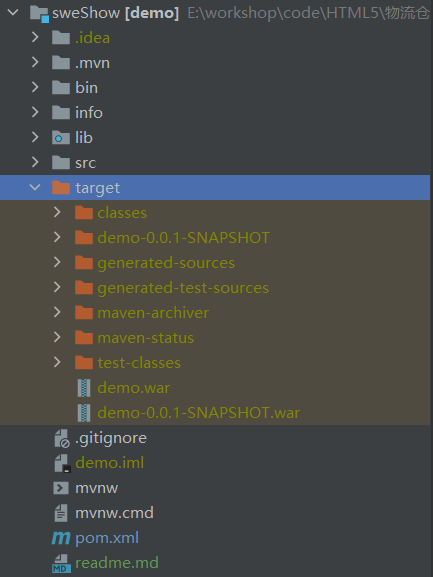 sweShow [demo] E:\workshop\code\HTML5\物流仓
.idea
.mvn
bin
info
lib
src
target
classes
demo-0.0.1-SNAPSHOT
generated-sources
generated-test-sources
maven-archiver
maven-status
test-classes
demo.war
demo-0.0.1-SNAPSHOT.war
.gitignore
demo.iml
mvnw
mvnw.cmd
m pom.xml
MD readme.md